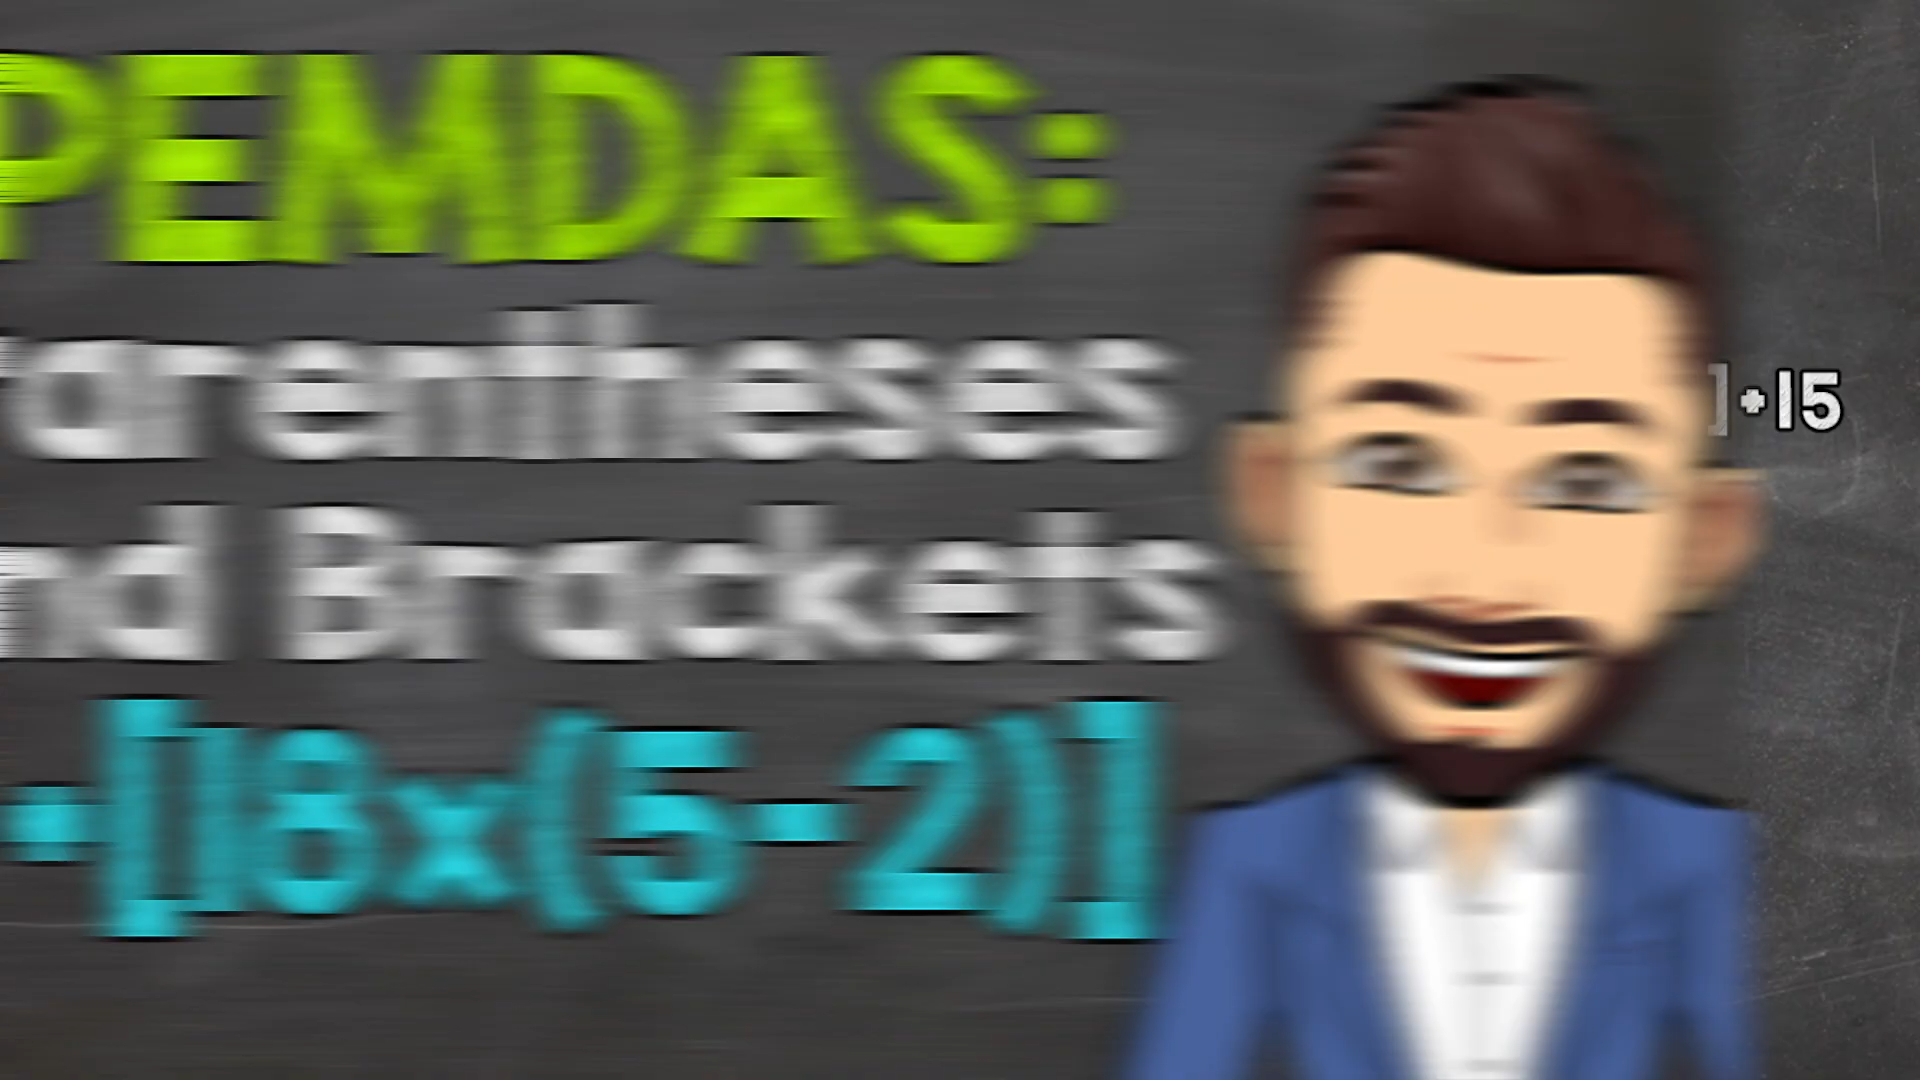 PEMDAS:
arentheses
]+15
nd Brackets
+[18x(5-2)]